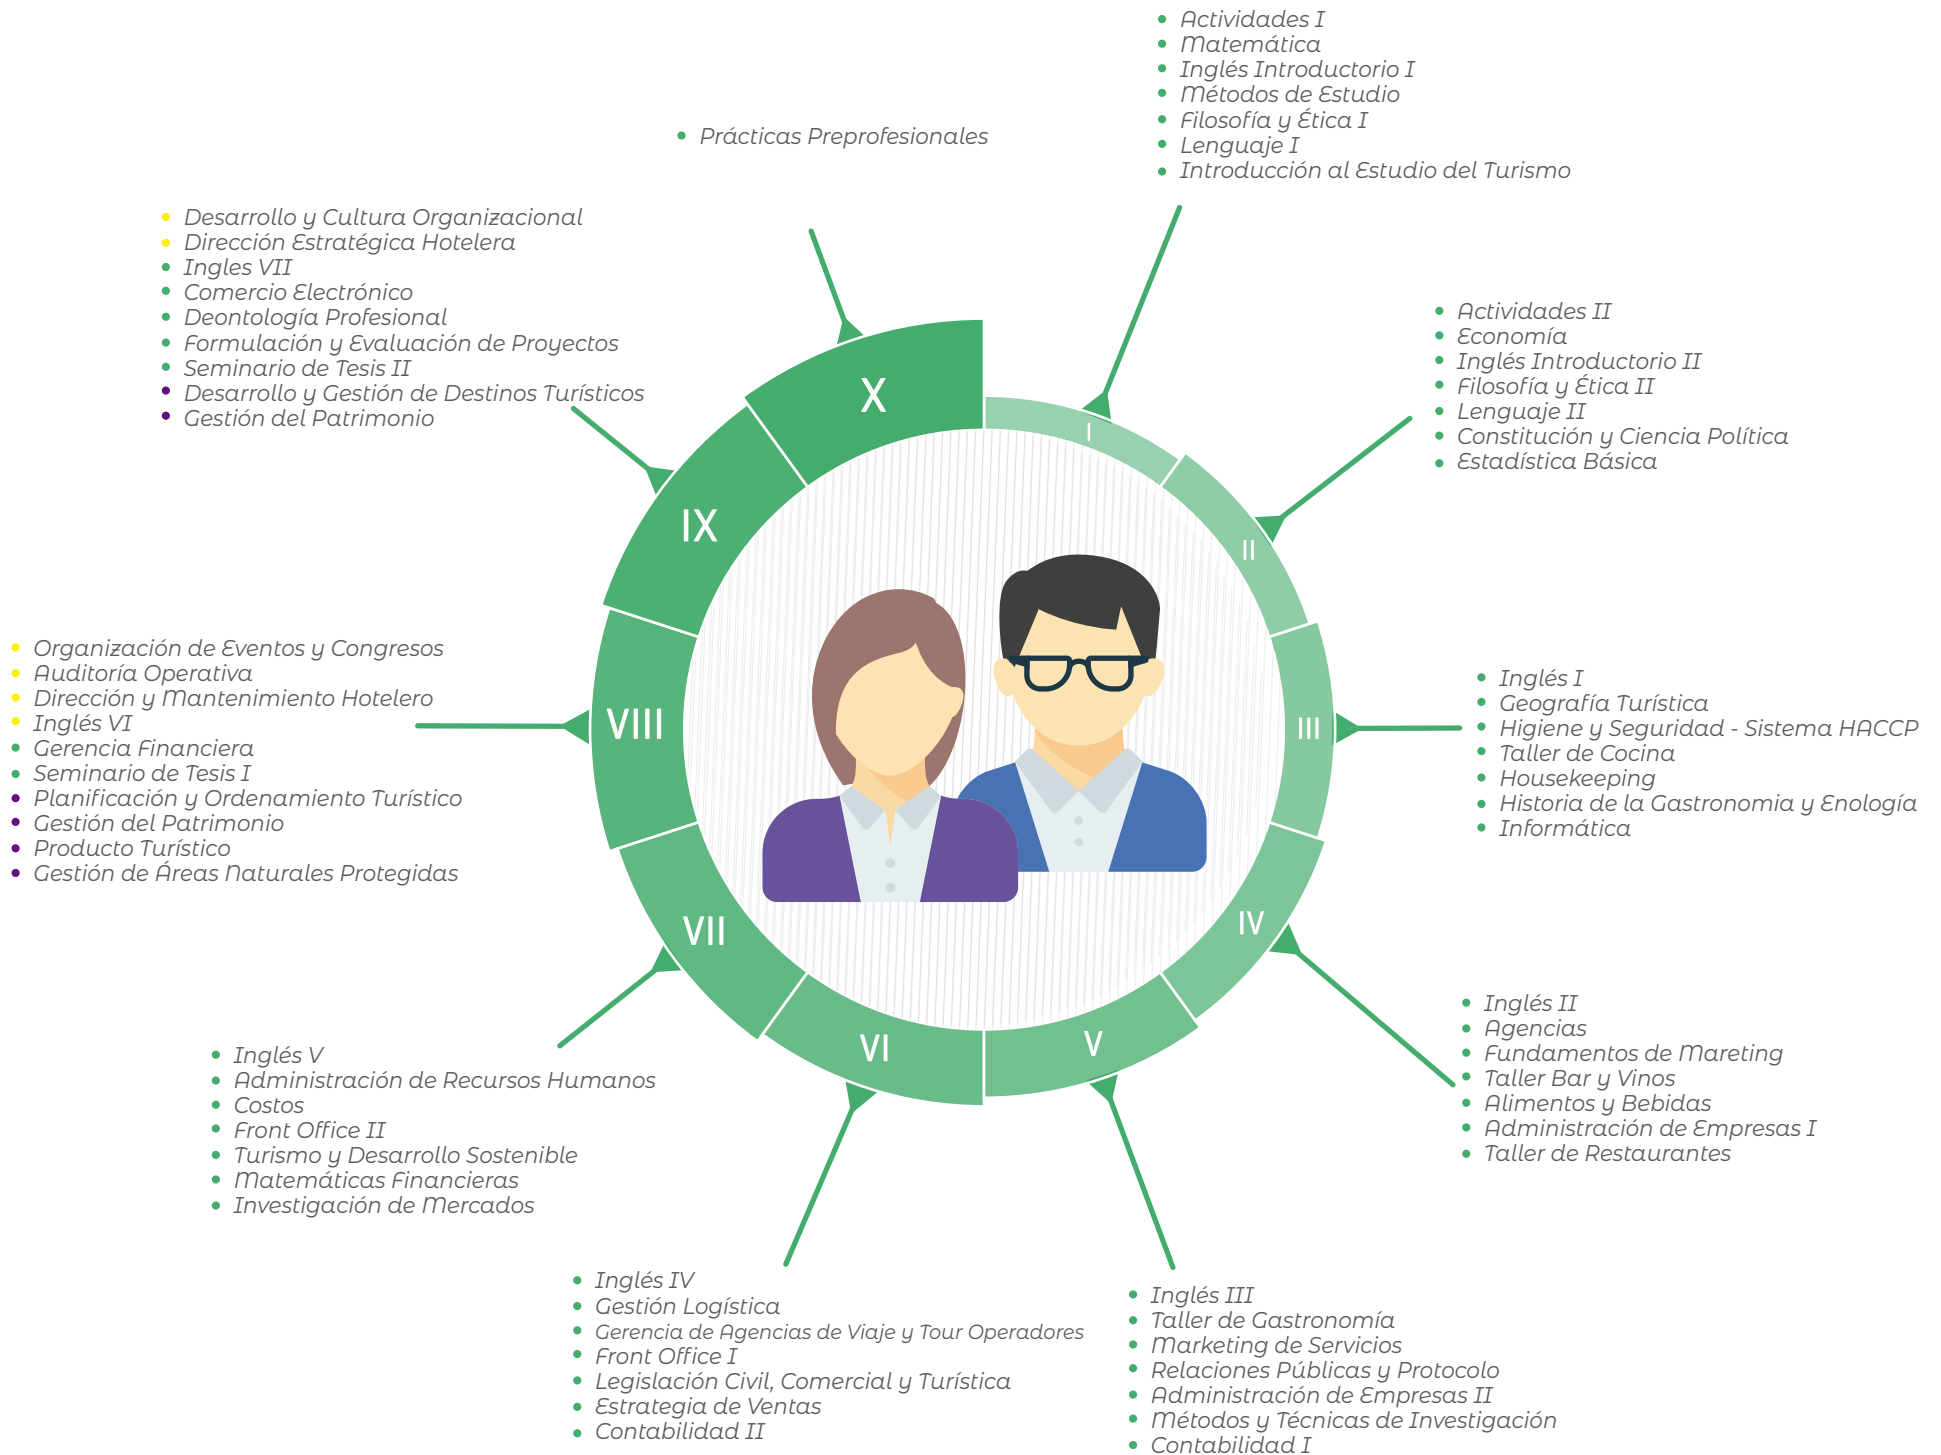 Actividades I
Matemática
Inglés Introductorio I
Métodos de Estudio
Filosofía y Ética I
Lenguaje I
Introducción al Estudio del Turismo
I
Actividades II
Economía
Inglés Introductorio II
Filosofía y Ética II
Lenguaje II
Constitución y Ciencia Política
Estadística Básica
II
Inglés I
Geografía Turística
Higiene y Seguridad - Sistema HACCP
Taller de Cocina
Housekeeping
Historia de la Gastronomia y Enología
Informática
III
Inglés II
Agencias
Fundamentos de Mareting
Taller Bar y Vinos
Alimentos y Bebidas
Administración de Empresas I
Taller de Restaurantes
IV
Inglés III
Taller de Gastronomía
Marketing de Servicios
Relaciones Públicas y Protocolo
Administración de Empresas II
Métodos y Técnicas de Investigación
Contabilidad I
V
Inglés IV
Gestión Logística
Gerencia de Agencias de Viaje y Tour Operadores
Front Office I
Legislación Civil, Comercial y Turística
Estrategia de Ventas
Contabilidad II
VI
Inglés V
Administración de Recursos Humanos
Costos
Front Office II
Turismo y Desarrollo Sostenible
Matemáticas Financieras
Investigación de Mercados
VII
Organización de Eventos y Congresos
Auditoría Operativa
Dirección y Mantenimiento Hotelero
Inglés VI
Gerencia Financiera
Seminario de Tesis I
Planificación y Ordenamiento Turístico
Gestión del Patrimonio
Producto Turístico
Gestión de Áreas Naturales Protegidas
VIII
Desarrollo y Cultura Organizacional
Dirección Estratégica Hotelera
Ingles VII
Comercio Electrónico
Deontología Profesional
Formulación y Evaluación de Proyectos
Seminario de Tesis II
Desarrollo y Gestión de Destinos Turísticos
Gestión del Patrimonio
IX
Prácticas Preprofesionales
X